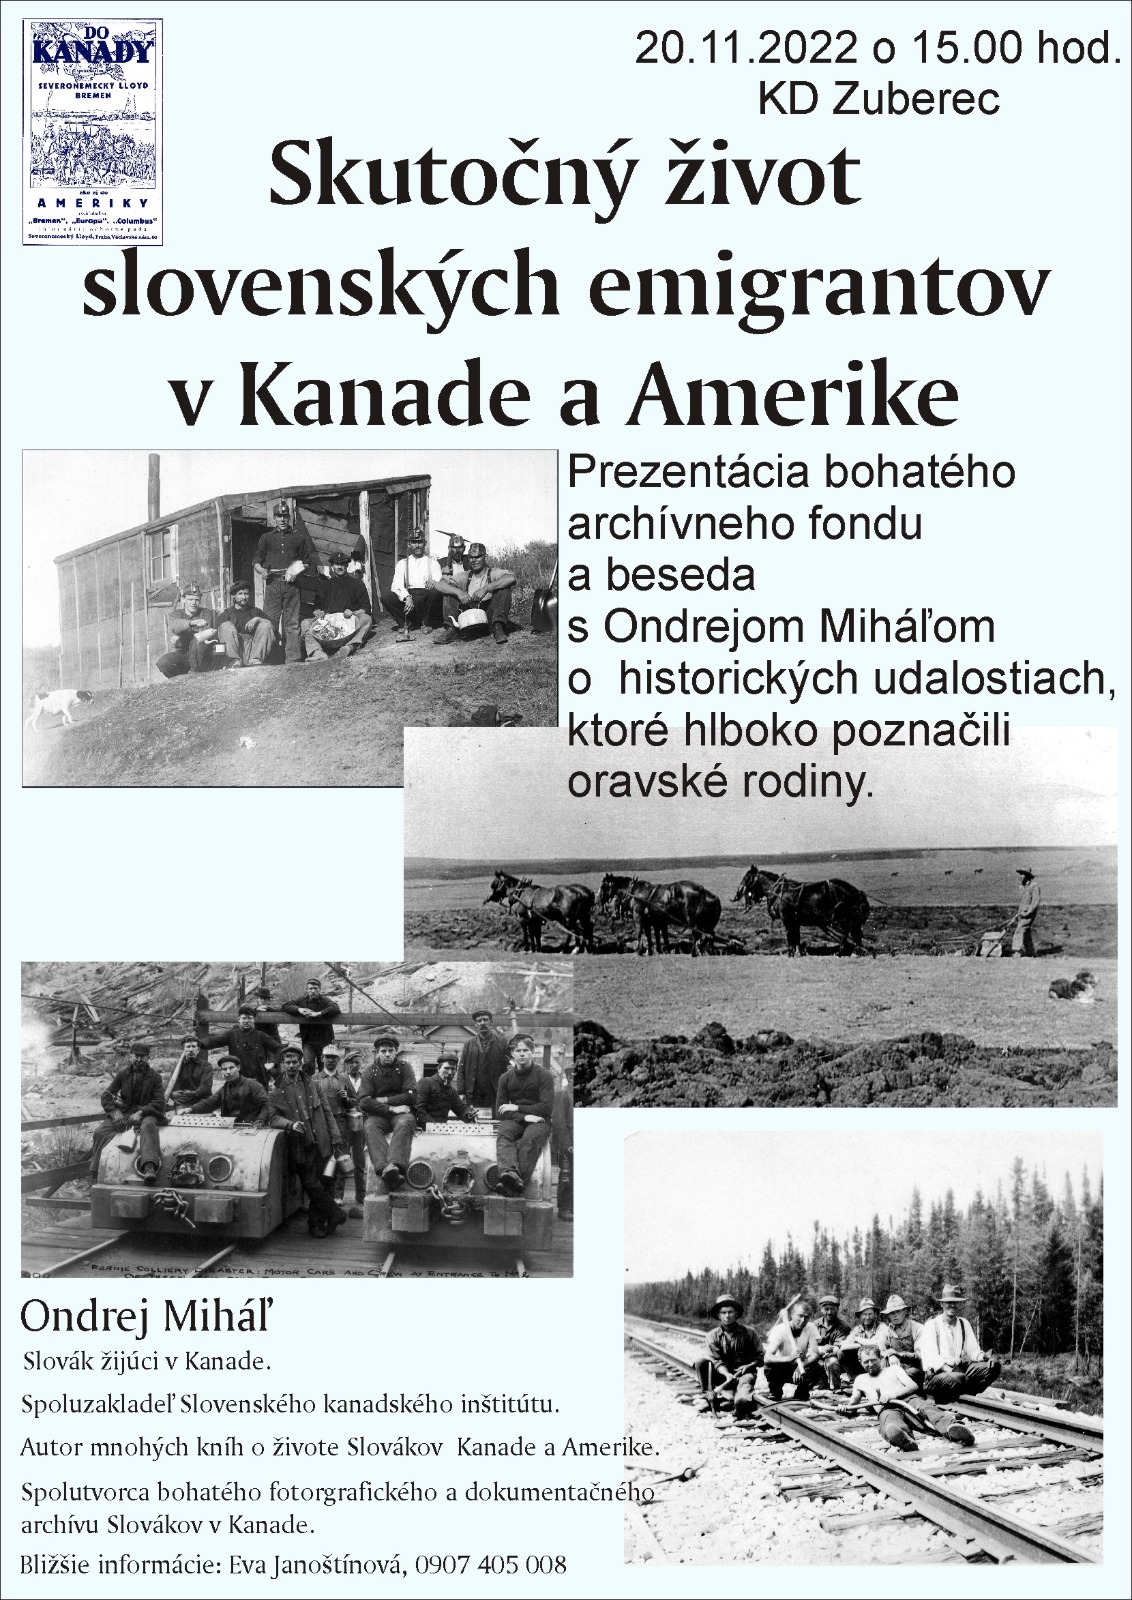 DO
KANADY
SEVERONEMECKÝ LLOYD
BREMEN
ako aj do
AMERIKY
„Bremen“, „Europa“, „Columbus“
Severonemecký Lloyd, Praha, Václavské nám.
20.11.2022 o 15.00 hod.
KD Zuberec
Skutočný život
slovenských emigrantov
v Kanade a Amerike
Prezentácia bohatého
archívneho fondu
a beseda
s Ondrejom Miháľom
o historických udalostiach,
ktoré hlboko poznačili
oravské rodiny.
FERNIE COLLIERY DISASTER: MOTOR CARS AND CREW AT ENTRANCE TO
Ondrej Miháľ
Slovák žijúci v Kanade.
Spoluzakladeľ Slovenského kanadského inštitútu.
Autor mnohých kníh o živote Slovákov Kanade a Amerike.
Spolutvorca bohatého fotorgrafického a dokumentačného
archívu Slovákov v Kanade.
Bližšie informácie: Eva Janoštínová, 0907 405 008